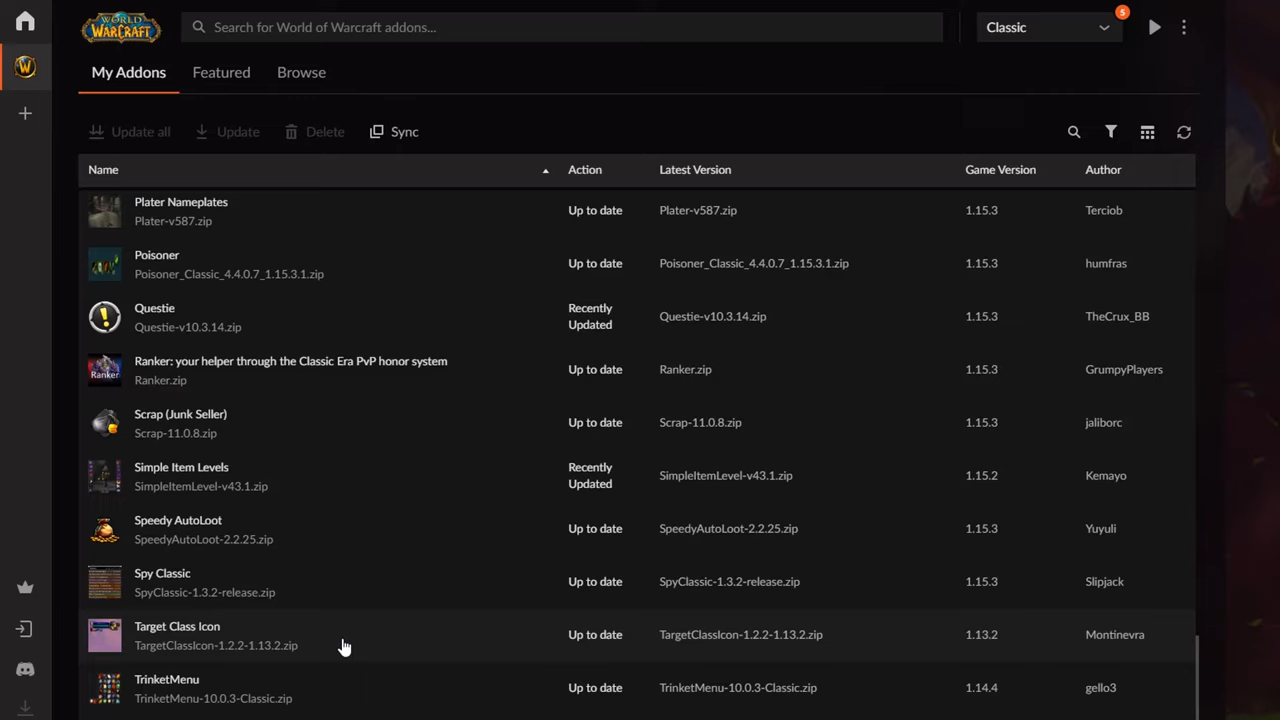 WORLD
WARCRAFT
Search for World of Warcraft addons...
Classic
5
My Addons
Featured
Browse
Update all
Update
Delete
Sync
Name
Action
Latest Version
Game Version
Author
Plater Nameplates
Plater-v587.zip
Up to date
Plater-v587.zip
1.15.3
Terciob
Poisoner
Poisoner_Classic_4.4.0.7_1.15.3.1.zip
Up to date
Poisoner_Classic_4.4.0.7_1.15.3.1.zip
1.15.3
humfras
Questie
Questie-v10.3.14.zip
Recently
Updated
Questie-v10.3.14.zip
1.15.3
TheCrux_BB
Ranker
Ranker: your helper through the Classic Era PvP honor system
Ranker.zip
Up to date
Ranker.zip
1.15.3
GrumpyPlayers
Scrap (Junk Seller)
Scrap-11.0.8.zip
Up to date
Scrap-11.0.8.zip
1.15.3
jaliborc
Simple Item Levels
SimpleItemLevel-v43.1.zip
Recently
Updated
SimpleItemLevel-v43.1.zip
1.15.2
Kemayo
Speedy AutoLoot
SpeedyAutoLoot-2.2.25.zip
Up to date
SpeedyAutoLoot-2.2.25.zip
1.15.3
Yuyuli
Spy Classic
SpyClassic-1.3.2-release.zip
Up to date
SpyClassic-1.3.2-release.zip
1.15.3
Slipjack
Target Class Icon
TargetClassIcon-1.2.2-1.13.2.zip
Up to date
TargetClassIcon-1.2.2-1.13.2.zip
1.13.2
Montinevra
TrinketMenu
TrinketMenu-10.0.3-Classic.zip
Up to date
TrinketMenu-10.0.3-Classic.zip
1.14.4
gello3